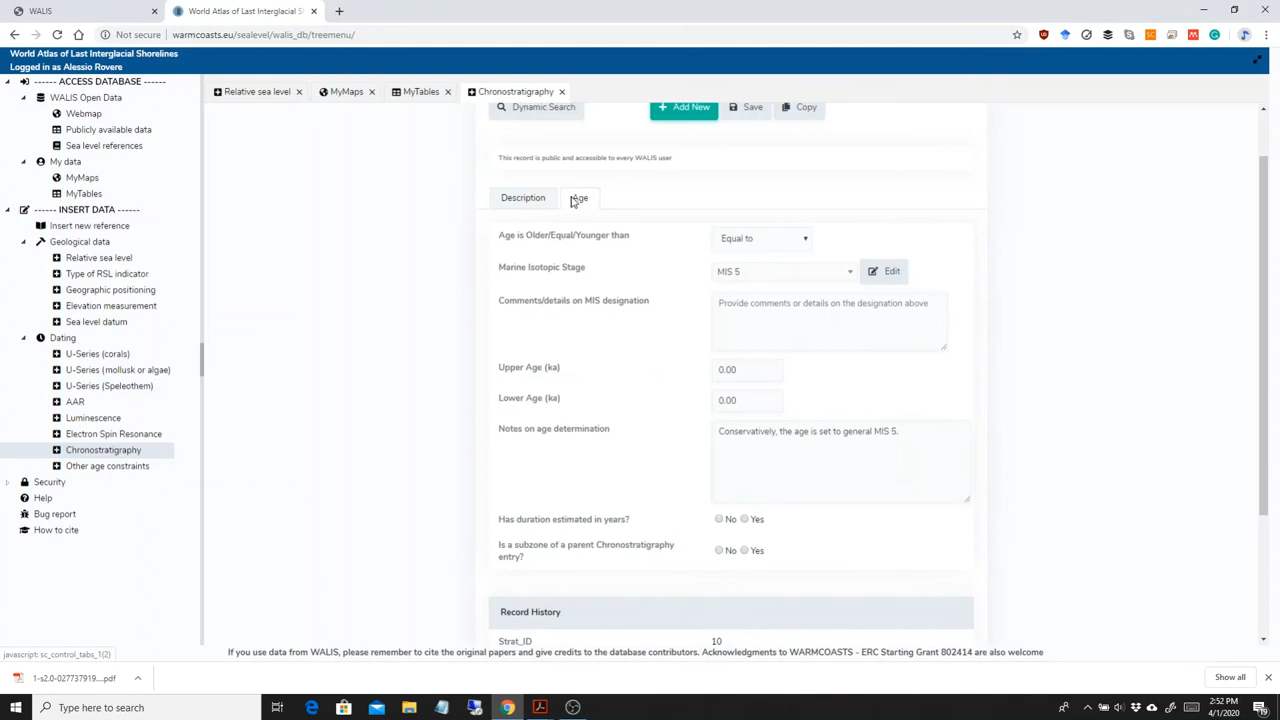 WALIS
World Atlas of Last Interglacial S
Not secure
warmcoasts.eu/sealevel/walis_db/treemenu/
World Atlas of Last Interglacial Shorelines
Logged in as Alessio Rovere
------ ACCESS DATABASE ------
WALIS Open Data
Webmap
Publicly available data
Sea level references
My data
MyMaps
MyTables
------ INSERT DATA ------
Insert new reference
Geological data
Relative sea level
Type of RSL indicator
Geographic positioning
Elevation measurement
Sea level datum
Dating
U-Series (corals)
U-Series (mollusk or algae)
U-Series (Speleothem)
AAR
Luminescence
Electron Spin Resonance
Chronostratigraphy
Other age constraints
Security
Help
Bug report
How to cite
Relative sea level
MyMaps
MyTables
Chronostratigraphy
Dynamic Search
Add New
Save
Copy
This record is public and accessible to every WALIS user
Description
Age
Age is Older/Equal/Younger than
Equal to
Marine Isotopic Stage
MIS 5
Edit
Comments/details on MIS designation
Provide comments or details on the designation above
Upper Age (ka)
0.00
Lower Age (ka)
0.00
Notes on age determination
Conservatively, the age is set to general MIS 5.
Has duration estimated in years?
No Yes
Is a subzone of a parent Chronostratigraphy
entry?
No Yes
Record History
Strat_ID
10
javascript: sc_control_tabs_1(2)
If you use data from WALIS, please remember to cite the original papers and give credits to the database contributors. Acknowledgments to WARMCOASTS - ERC Starting Grant 802414 are also welcome
1-s2.0-027737919....pdf
Show all
Type here to search
2:52 PM
4/1/2020